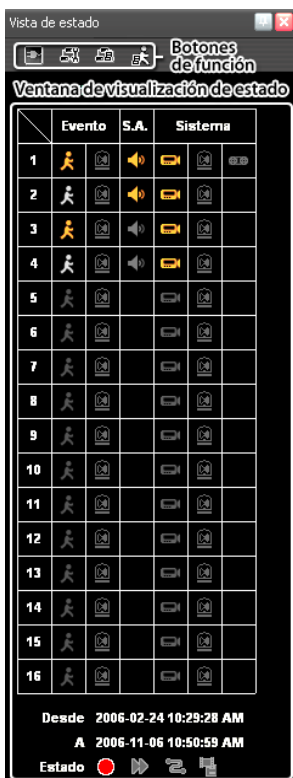 Vista de estado
Botones
de función
Ventana de visualización de estado
Evento S.A. Sistema
1
2
3
4
5
6
7
8
9
10
11
12
13
14
15
16
Desde 2006-02-24 10:29:28 AM
A 2006-11-06 10:50:59 AM
Estado